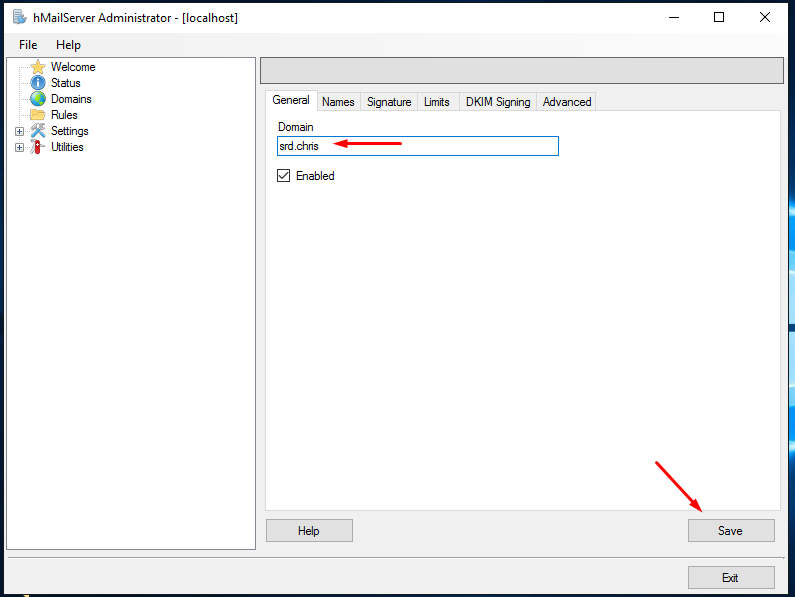 hMailServer Administrator - [localhost]
File Help
Welcome
Status
Domains
Rules
Settings
Utilities
General Names Signature Limits DKIM Signing Advanced
Domain
srd.chris
Enabled
Help Save
Exit